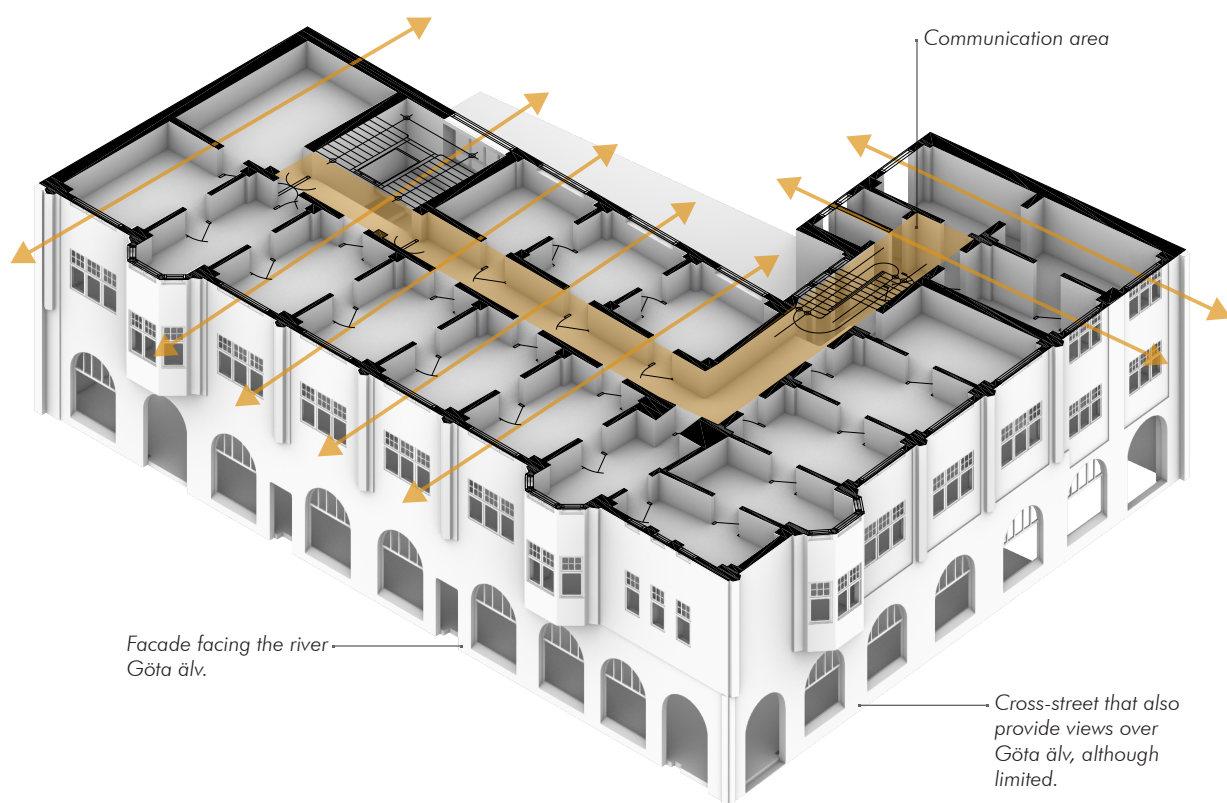 Communication area
Facade facing the river
Göta älv.
Cross-street that also
provide views over
Göta älv, although
limited.